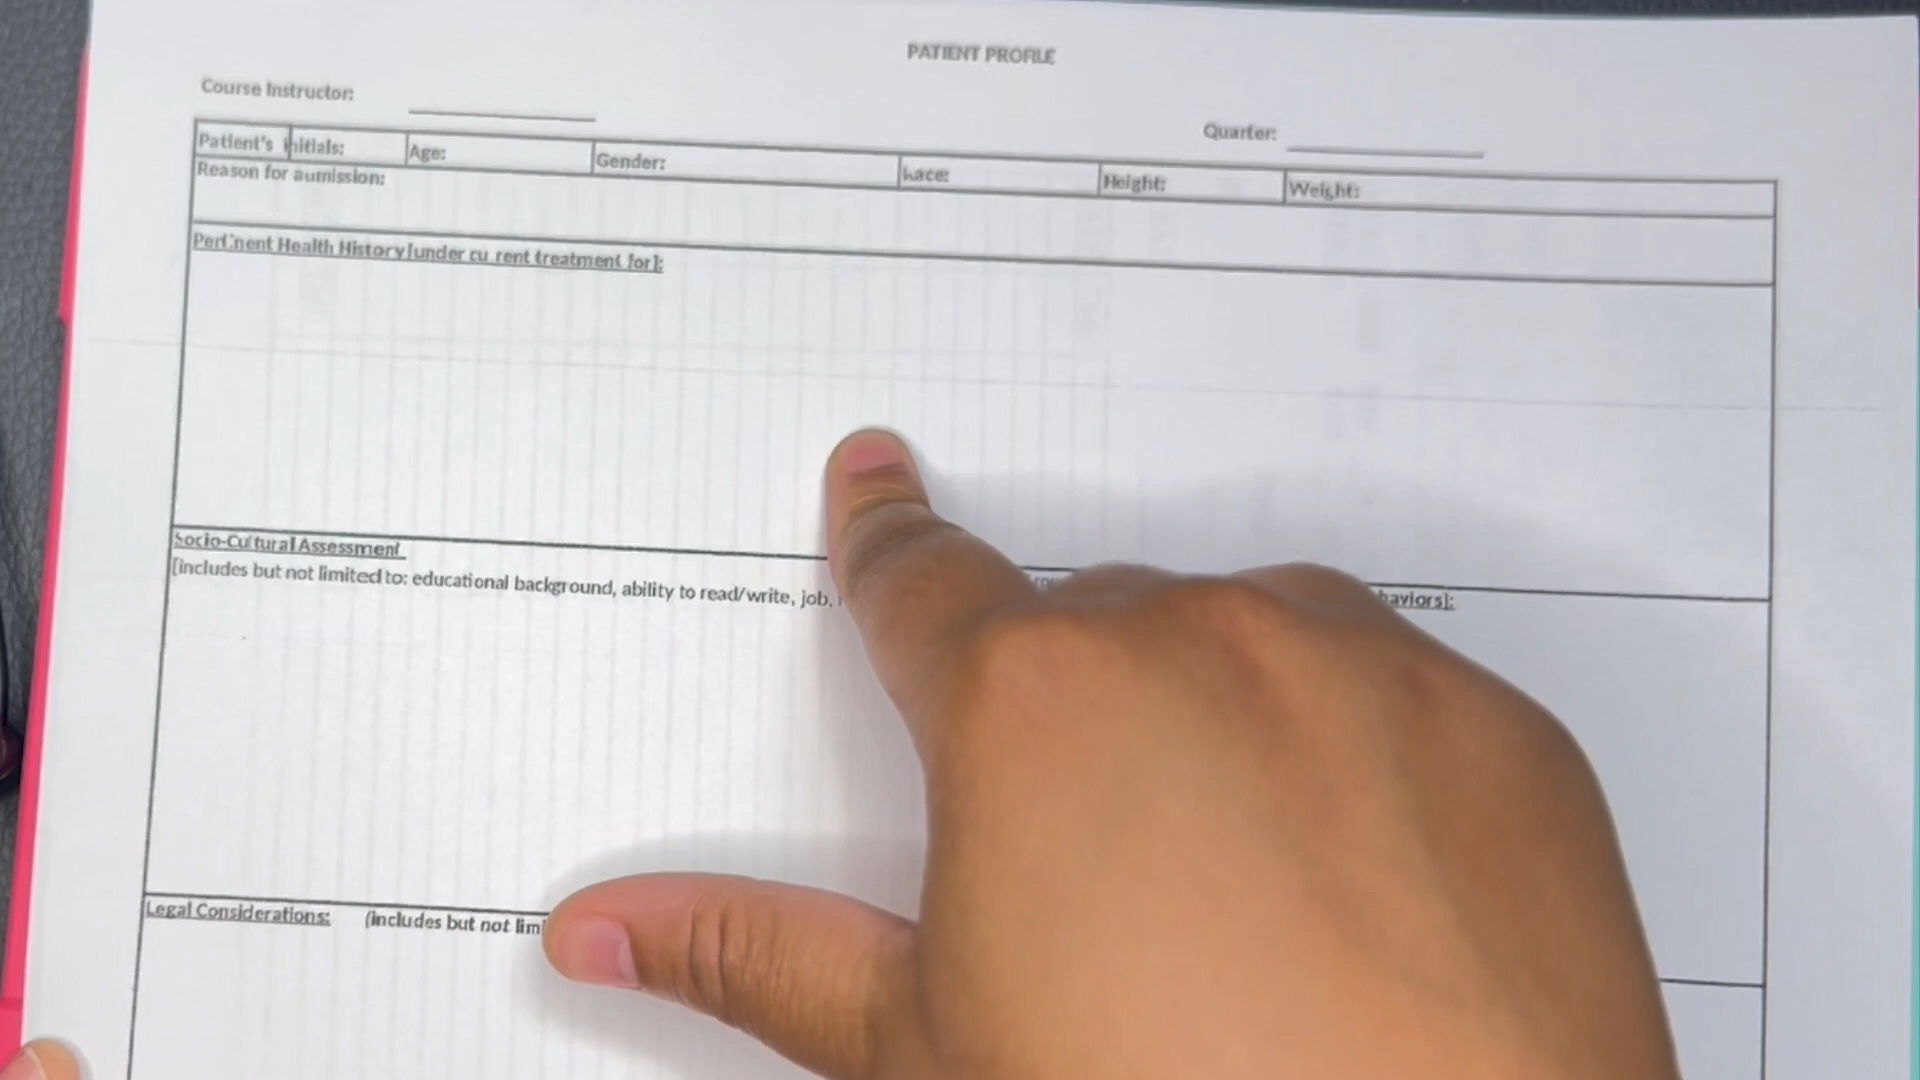 PATIENT PROFILE
Course Instructor:
Quarter:
Patient's initials: Age: Gender: Race: Height: Weight:
Reason for admission:
Pertinent Health History [under current treatment for]:
Socio-Cultural Assessment
[includes but not limited to: educational background, ability to read/write, job, haviors]:
Legal Considerations: (includes but not lim